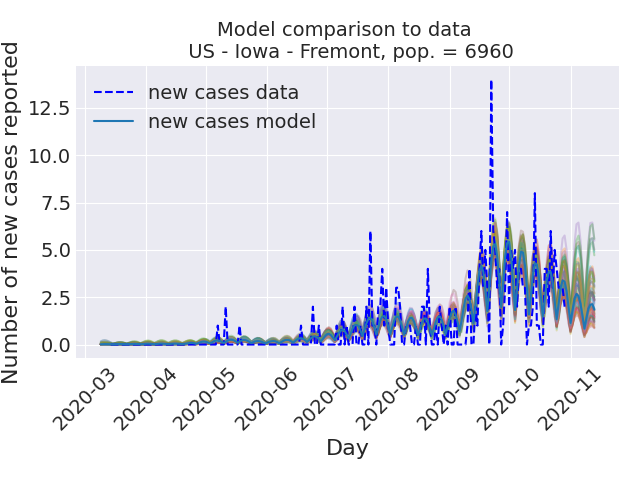 Model comparison to data
US - Iowa - Fremont, pop. = 6960
Number of new cases reported
12.5
10.0
7.5
5.0
2.5
0.0
new cases data
new cases model
2020-03
2020-04
2020-05
2020-06
2020-07
2020-08
2020-09
2020-10
2020-11
Day